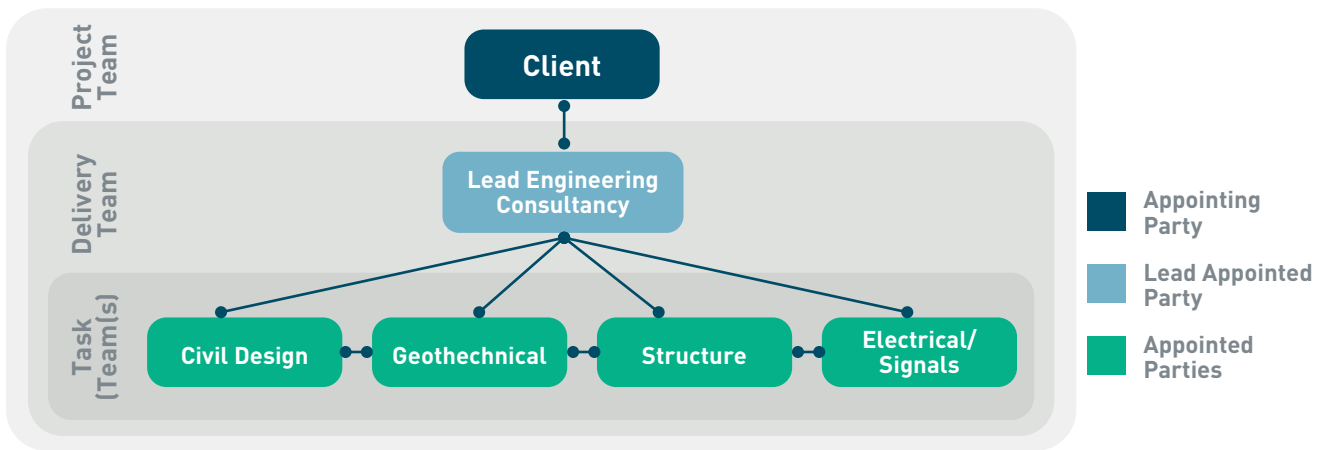 Project
Team
Client
Delivery
Team
Lead Engineering
Consultancy
Task
(Team(s)
Civil Design
Geothechnical
Structure
Electrical/
Signals
Appointing
Party
Lead Appointed
Party
Appointed
Parties